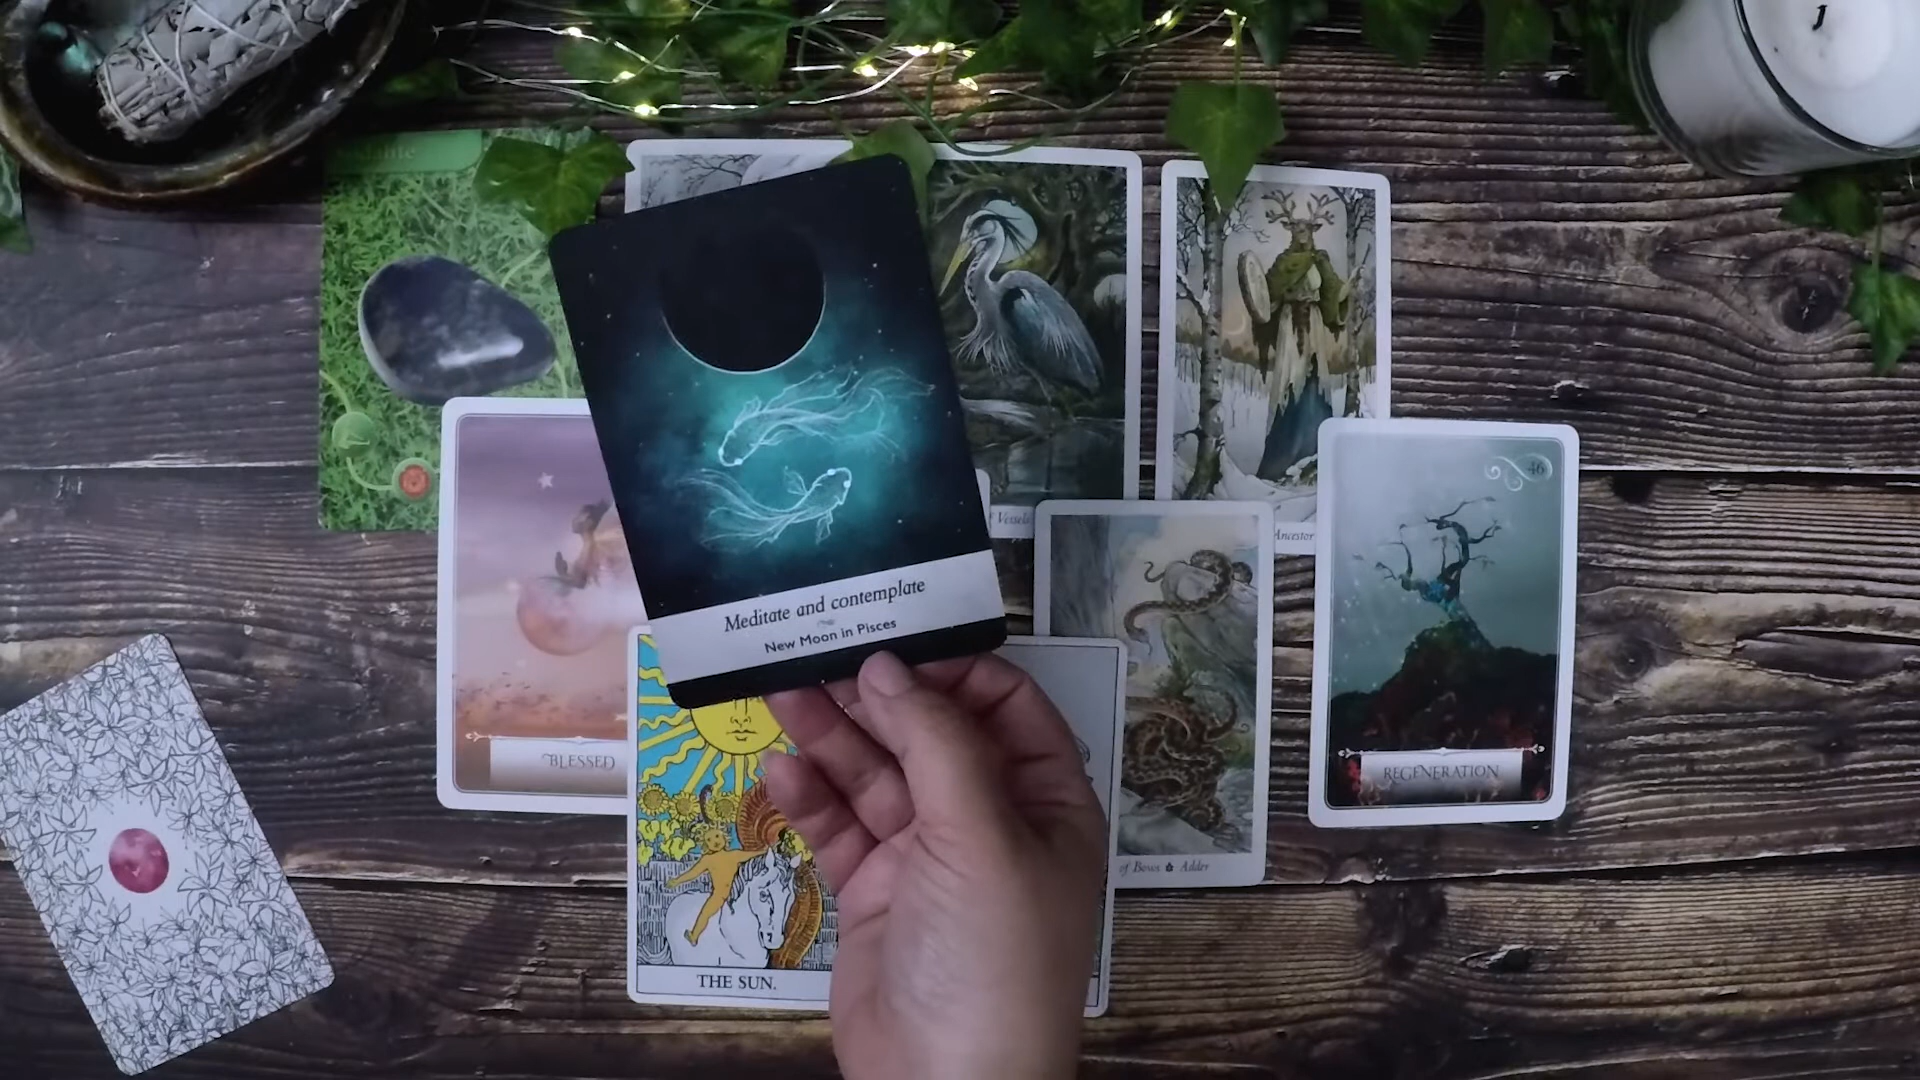 46
Vessels
Ancestor
Meditate and contemplate
New Moon in Pisces
BLESSED
REGENERATION
of Bows Adder
THE SUN.